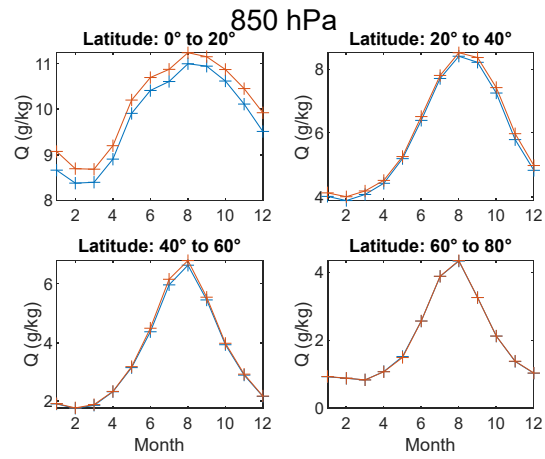 850 hPa
Latitude: 0° to 20°
Latitude: 20° to 40°
11
10
9
8
Q (g/kg)
2 4 6 8 10 12
8
6
4
Q (g/kg)
2 4 6 8 10 12
Latitude: 40° to 60°
Latitude: 60° to 80°
6
4
2
Q (g/kg)
2 4 6 8 10 12
Month
4
2
0
Q (g/kg)
2 4 6 8 10 12
Month